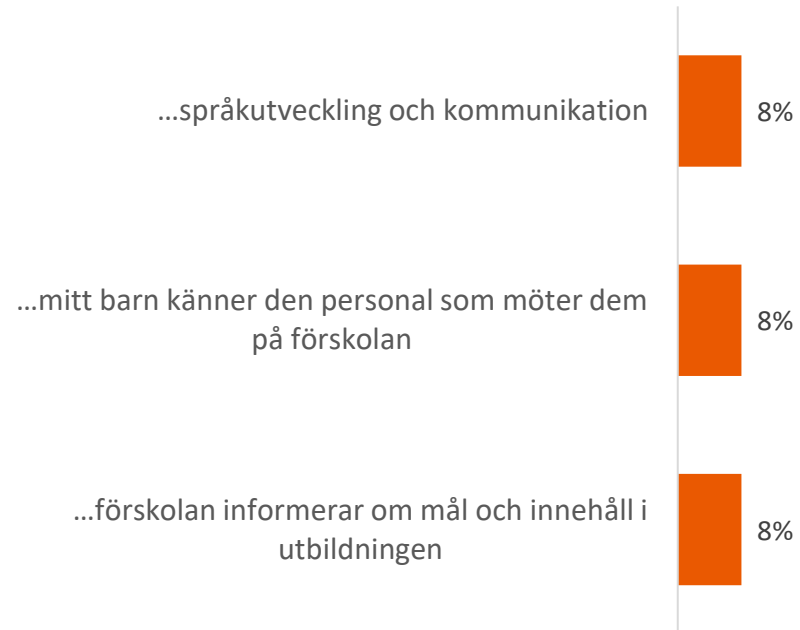 …språkutveckling och kommunikation
8%
…mitt barn känner den personal som möter dem
på förskolan
8%
…förskolan informerar om mål och innehåll i
utbildningen
8%